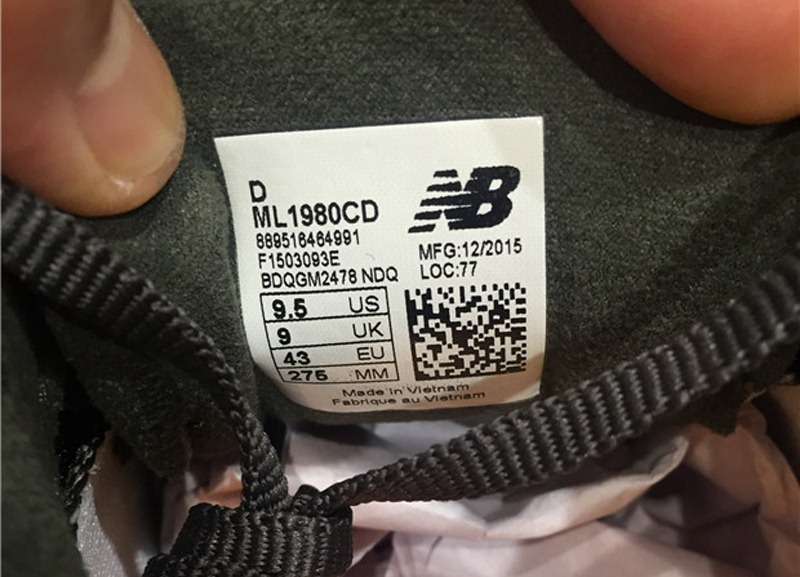 D
ML1980CD
889516464991
F1503093E
BDQGM2478 NDQ
9.5 US
9 UK
43 EU
275 MM
NB
MFG:12/2015
LOC:77
Made in Vietnam
Fabrique au Vietnam